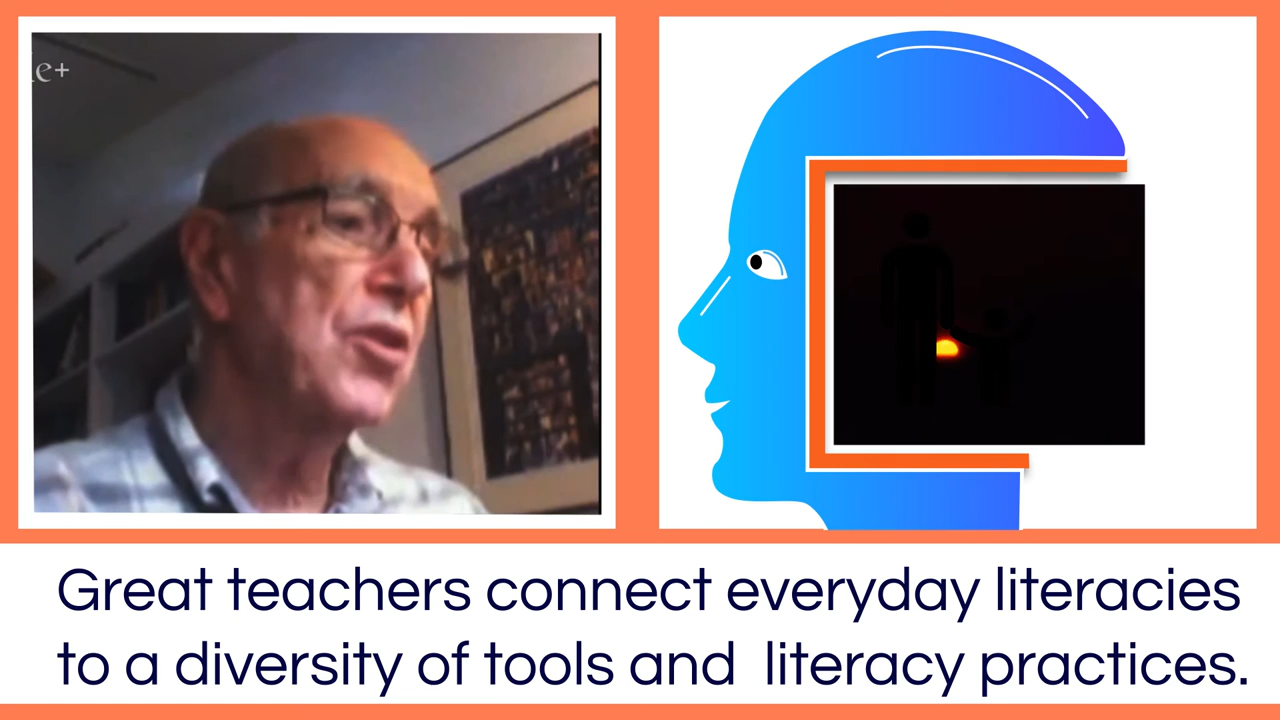 e+
Great teachers connect everyday literacies
to a diversity of tools and literacy practices.